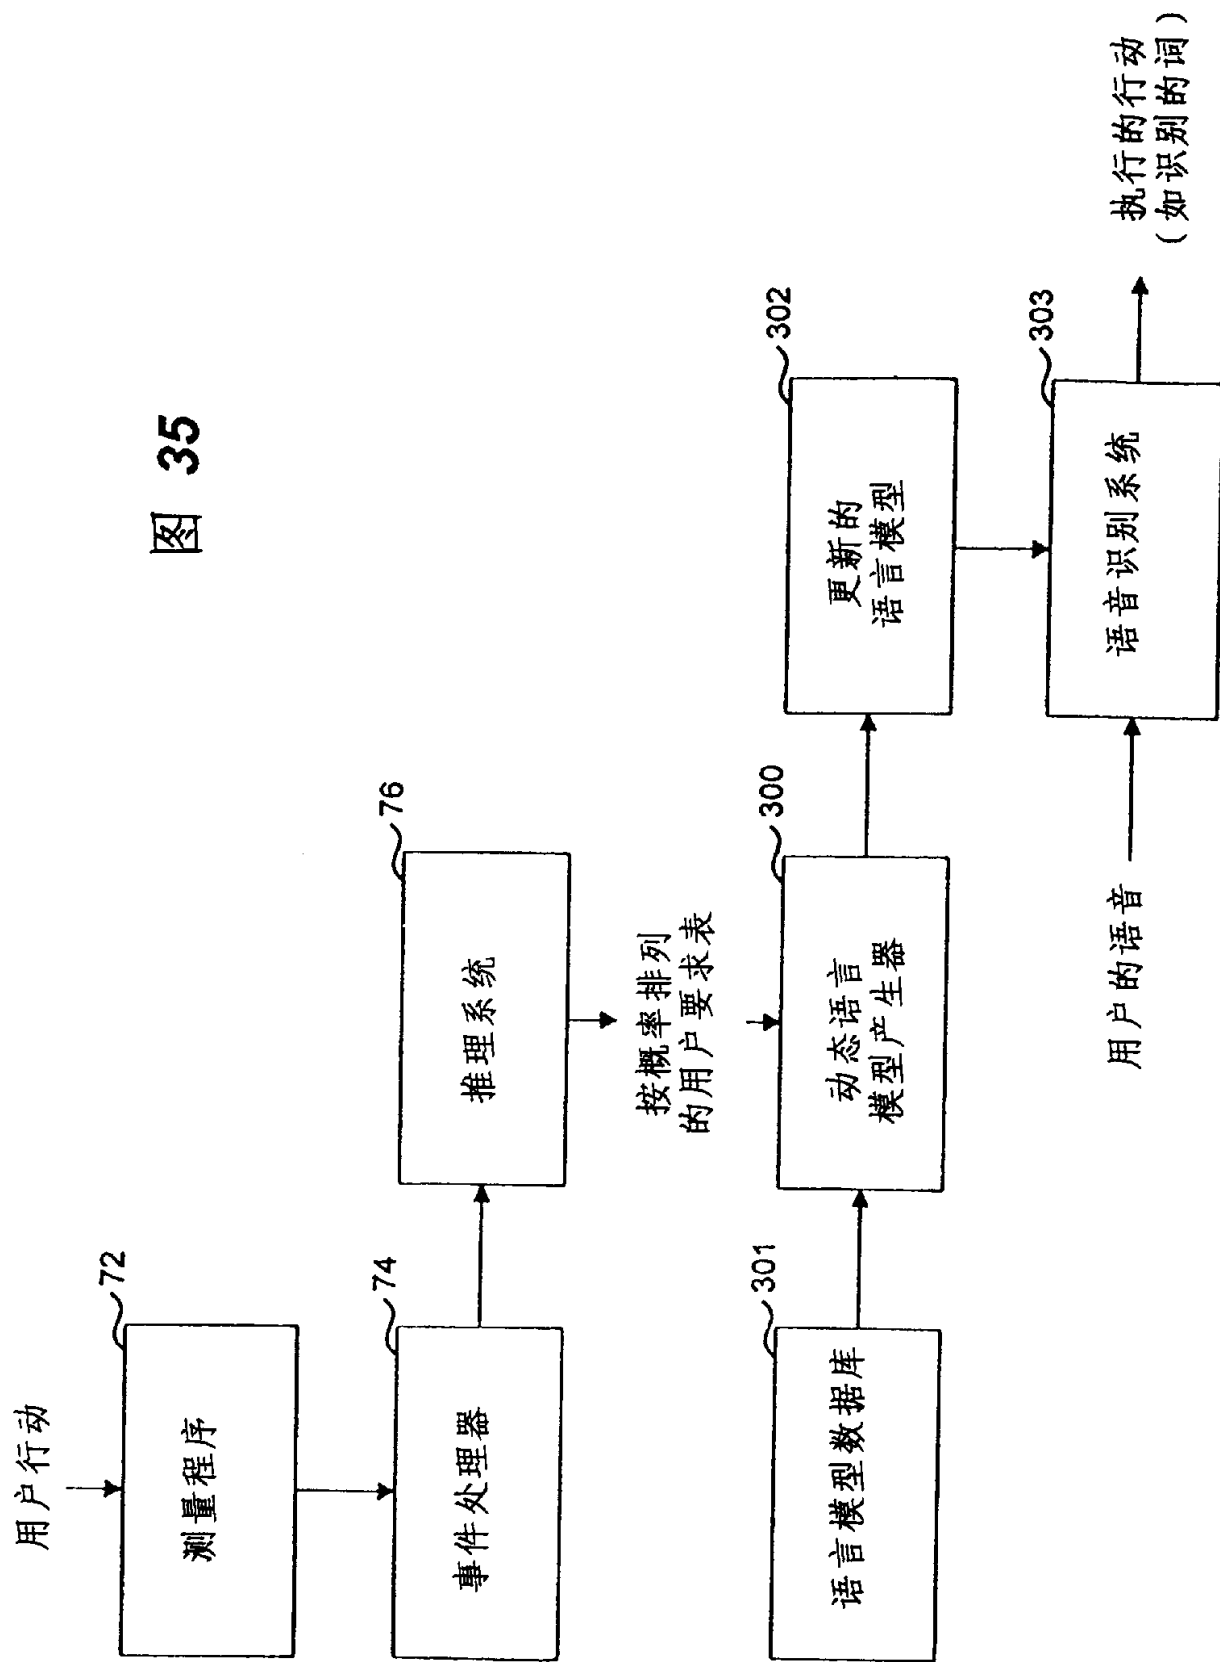 图 35
用户行动
72
测量程序
74
事件处理器
76
推理系统
按概率排列
的用户要求表
301
语言模型数据库
300
动态语言
模型产生器
302
更新的
语言模型
303
语音识别系统
用户的语音
执行的行动
(如识别的词)